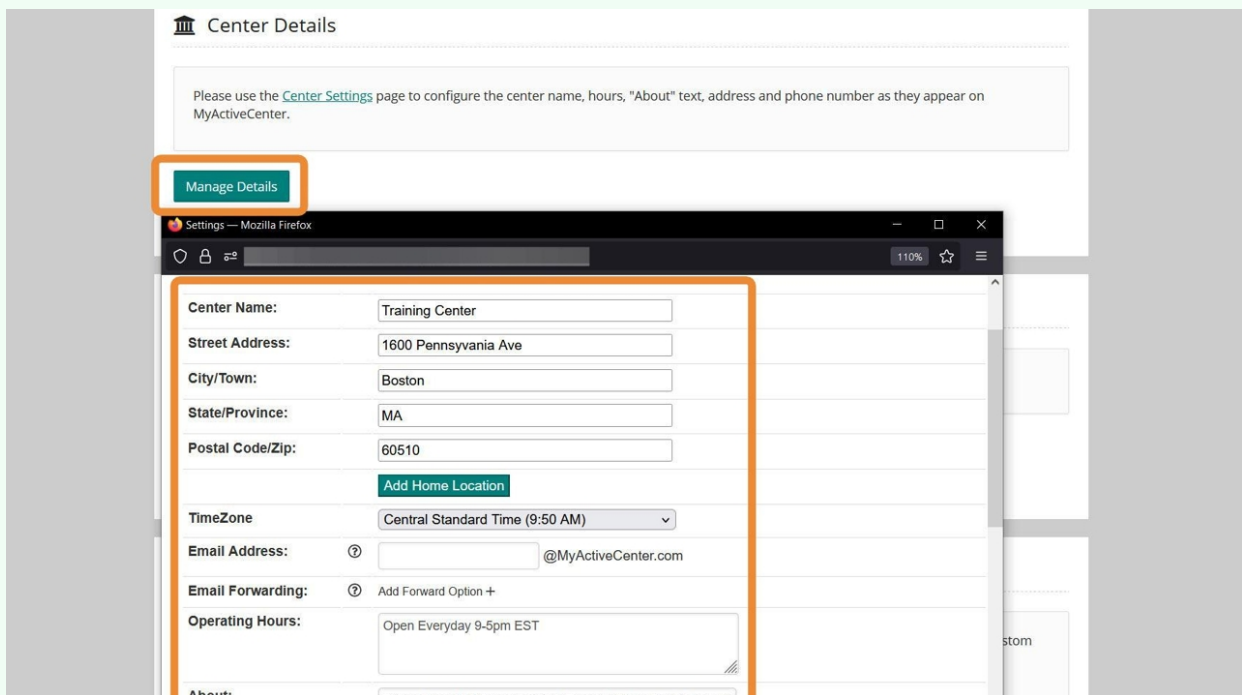 Center Details
Please use the Center Settings page to configure the center name, hours, "About" text, address and phone number as they appear on
MyActiveCenter.
Manage Details
Settings — Mozilla Firefox
110%
Center Name:
Training Center
Street Address:
1600 Pennsyvania Ave
City/Town:
Boston
State/Province:
MA
Postal Code/Zip:
60510
Add Home Location
TimeZone
Central Standard Time (9:50 AM)
Email Address:
@MyActiveCenter.com
Email Forwarding:
Add Forward Option +
Operating Hours:
Open Everyday 9-5pm EST
stom
About: